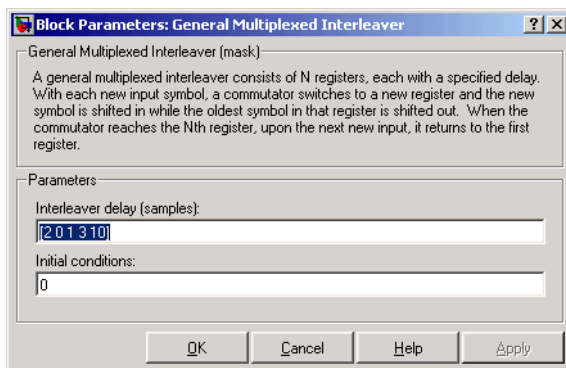 Block Parameters: General Multiplexed Interleaver
General Multiplexed Interleaver (mask)
A general multiplexed interleaver consists of N registers, each with a specified delay.
With each new input symbol, a commutator switches to a new register and the new
symbol is shifted in while the oldest symbol in that register is shifted out. When the
commutator reaches the Nth register, upon the next new input, it returns to the first
register.
Parameters
Interleaver delay (samples):
[2 0 1 3 10]
Initial conditions:
0
OK Cancel Help Apply